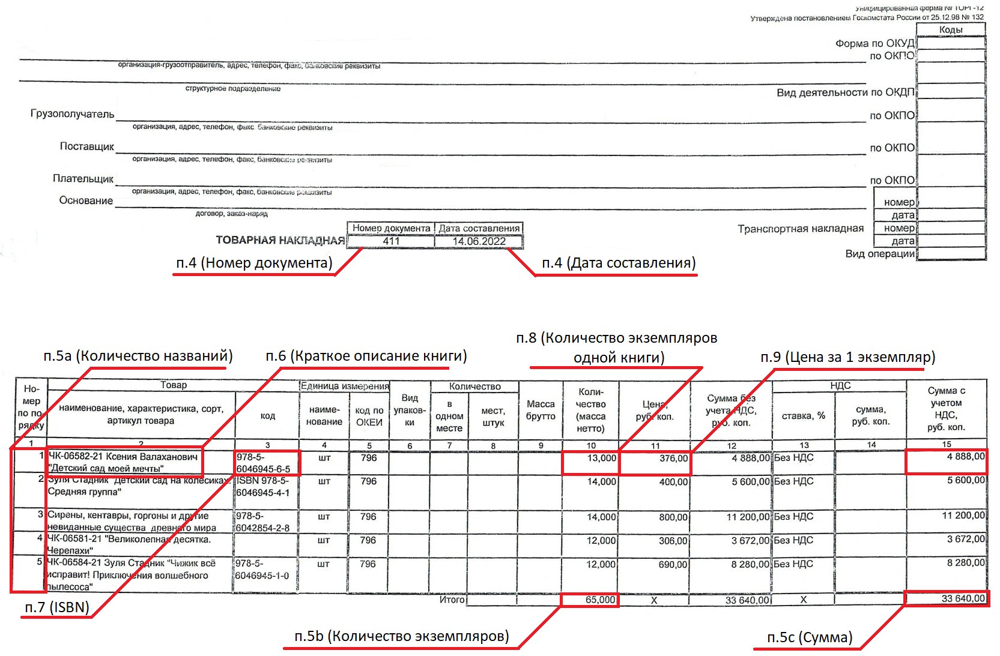 Унифицированная форма № ТОРГ-12
Утверждена постановлением Госкомстата России от 25.12.98 № 132
Коды
Форма по ОКУД
по ОКПО
организация-грузоотправитель, адрес, телефон, факс, банковские реквизиты
структурное подразделение
Вид деятельности по ОКДП
Грузополучатель
по ОКПО
организация, адрес, телефон, факс, банковские реквизиты
Поставщик
по ОКПО
организация, адрес, телефон, факс, банковские реквизиты
Плательщик
по ОКПО
организация, адрес, телефон, факс, банковские реквизиты
Основание
номер
договор, заказ-наряд
дата
Номер документа Дата составления
Транспортная накладная номер
ТОВАРНАЯ НАКЛАДНАЯ 411 14.06.2022
дата
Вид операции
п.4 (Номер документа)
п.4 (Дата составления)
п.8 (Количество экземпляров
одной книги)
п.5а (Количество названий)
п.6 (Краткое описание книги)
п.9 (Цена за 1 экземпляр)
Но-
мер
по по-
рядку
Товар
наименование, характеристика, сорт,
артикул товара
код
Единица измерения
наиме-
нование
код по
ОКЕИ
Вид
упаков-
ки
Количество
в
одном
месте
мест,
штук
Масса
брутто
Коли-
чество
(масса
нетто)
Цена,
руб. коп.
Сумма без
учета НДС,
руб. коп.
НДС
ставка, %
сумма,
руб. коп.
Сумма с
учетом
НДС,
руб. коп.
1 2 3 4 5 6 7 8 9 10 11 12 13 14 15
1 ЧК-06582-21 Ксения Валаханович 978-5- шт 796 13,000 376,00 4 888,00 Без НДС 4 888,00
"Детский сад моей мечты" 6046945-6-5
2 Зуля Стадник "Детский сад на колесиках. ISBN 978-5- шт 796 14,000 400,00 5 600,00 Без НДС 5 600,00
Средняя группа" 6046945-4-1
3 Сирены, кентавры, горгоны и другие 978-5- шт 796 14,000 800,00 11 200,00 Без НДС 11 200,00
невиданные существа древнего мира 6042854-2-8
4 ЧК-06581-21 "Великолепная десятка. шт 796 12,000 306,00 3 672,00 Без НДС 3 672,00
Черепахи"
5 ЧК-06584-21 Зуля Стадник "Чижик всё 978-5- шт 796 12,000 690,00 8 280,00 Без НДС 8 280,00
исправит! Приключения волшебного 6046945-1-0
пылесоса"
Итого 65,000 Х 33 640,00 Х 33 640,00
п.7 (ISBN)
п.5b (Количество экземпляров)
п.5с (Сумма)